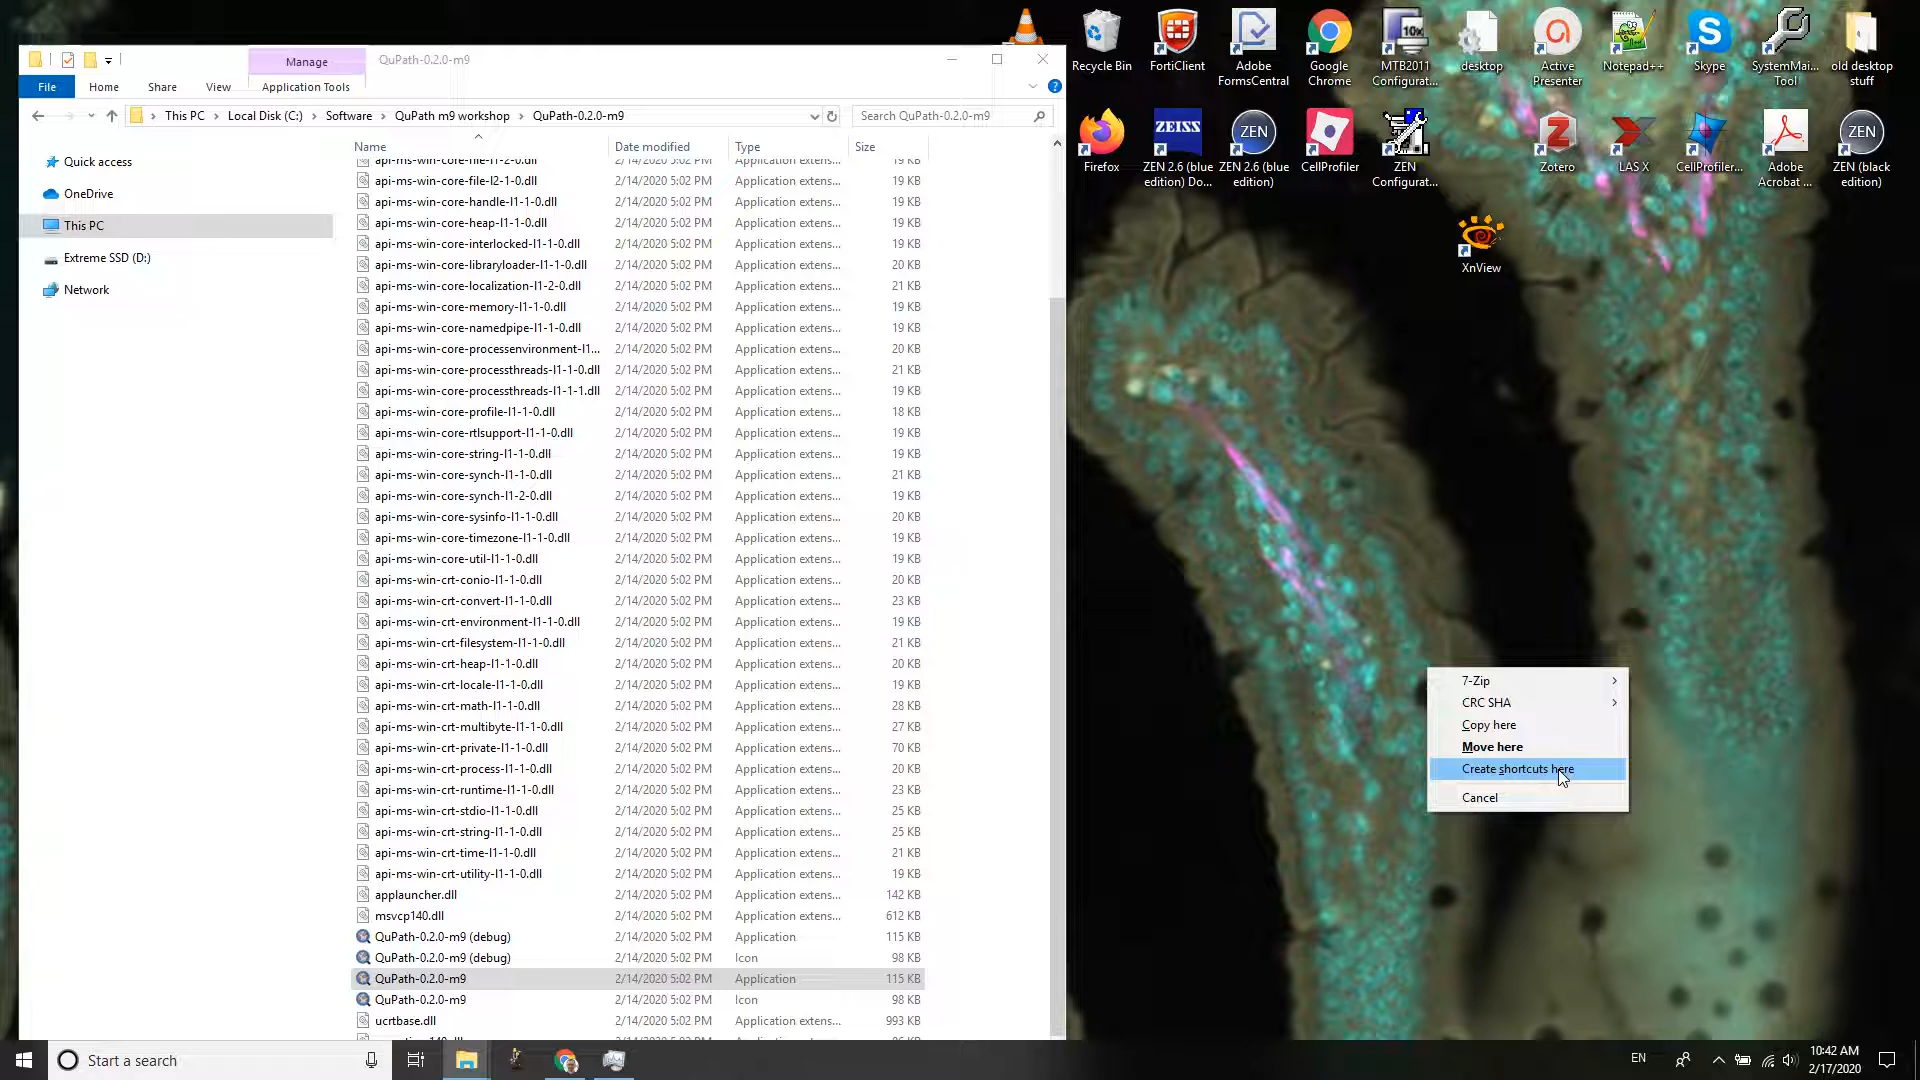 Manage
QuPath-0.2.0-m9
File
Home
Share
View
Application Tools
This PC
Local Disk (C:)
Software
QuPath m9 workshop
QuPath-0.2.0-m9
Search QuPath-0.2.0-m9
Quick access
OneDrive
This PC
Extreme SSD (D:)
Network
Name Date modified Type Size
api-ms-win-core-file-l1-2-0.dll 2/14/2020 5:02 PM Application extens... 19 KB
api-ms-win-core-file-l2-1-0.dll 2/14/2020 5:02 PM Application extens... 19 KB
api-ms-win-core-handle-l1-1-0.dll 2/14/2020 5:02 PM Application extens... 19 KB
api-ms-win-core-heap-l1-1-0.dll 2/14/2020 5:02 PM Application extens... 19 KB
api-ms-win-core-interlocked-l1-1-0.dll 2/14/2020 5:02 PM Application extens... 19 KB
api-ms-win-core-libraryloader-l1-1-0.dll 2/14/2020 5:02 PM Application extens... 20 KB
api-ms-win-core-localization-l1-2-0.dll 2/14/2020 5:02 PM Application extens... 21 KB
api-ms-win-core-memory-l1-1-0.dll 2/14/2020 5:02 PM Application extens... 19 KB
api-ms-win-core-namedpipe-l1-1-0.dll 2/14/2020 5:02 PM Application extens... 19 KB
api-ms-win-core-processenvironment-l1... 2/14/2020 5:02 PM Application extens... 20 KB
api-ms-win-core-processthreads-l1-1-0.dll 2/14/2020 5:02 PM Application extens... 21 KB
api-ms-win-core-processthreads-l1-1-1.dll 2/14/2020 5:02 PM Application extens... 19 KB
api-ms-win-core-profile-l1-1-0.dll 2/14/2020 5:02 PM Application extens... 18 KB
api-ms-win-core-rtlsupport-l1-1-0.dll 2/14/2020 5:02 PM Application extens... 19 KB
api-ms-win-core-string-l1-1-0.dll 2/14/2020 5:02 PM Application extens... 19 KB
api-ms-win-core-synch-l1-1-0.dll 2/14/2020 5:02 PM Application extens... 21 KB
api-ms-win-core-synch-l1-2-0.dll 2/14/2020 5:02 PM Application extens... 19 KB
api-ms-win-core-sysinfo-l1-1-0.dll 2/14/2020 5:02 PM Application extens... 20 KB
api-ms-win-core-timezone-l1-1-0.dll 2/14/2020 5:02 PM Application extens... 19 KB
api-ms-win-core-util-l1-1-0.dll 2/14/2020 5:02 PM Application extens... 19 KB
api-ms-win-crt-conio-l1-1-0.dll 2/14/2020 5:02 PM Application extens... 20 KB
api-ms-win-crt-convert-l1-1-0.dll 2/14/2020 5:02 PM Application extens... 23 KB
api-ms-win-crt-environment-l1-1-0.dll 2/14/2020 5:02 PM Application extens... 19 KB
api-ms-win-crt-filesystem-l1-1-0.dll 2/14/2020 5:02 PM Application extens... 21 KB
api-ms-win-crt-heap-l1-1-0.dll 2/14/2020 5:02 PM Application extens... 20 KB
api-ms-win-crt-locale-l1-1-0.dll 2/14/2020 5:02 PM Application extens... 19 KB
api-ms-win-crt-math-l1-1-0.dll 2/14/2020 5:02 PM Application extens... 28 KB
api-ms-win-crt-multibyte-l1-1-0.dll 2/14/2020 5:02 PM Application extens... 27 KB
api-ms-win-crt-private-l1-1-0.dll 2/14/2020 5:02 PM Application extens... 70 KB
api-ms-win-crt-process-l1-1-0.dll 2/14/2020 5:02 PM Application extens... 20 KB
api-ms-win-crt-runtime-l1-1-0.dll 2/14/2020 5:02 PM Application extens... 23 KB
api-ms-win-crt-stdio-l1-1-0.dll 2/14/2020 5:02 PM Application extens... 25 KB
api-ms-win-crt-string-l1-1-0.dll 2/14/2020 5:02 PM Application extens... 25 KB
api-ms-win-crt-time-l1-1-0.dll 2/14/2020 5:02 PM Application extens... 21 KB
api-ms-win-crt-utility-l1-1-0.dll 2/14/2020 5:02 PM Application extens... 19 KB
applauncher.dll 2/14/2020 5:02 PM Application extens... 142 KB
msvcp140.dll 2/14/2020 5:02 PM Application extens... 612 KB
QuPath-0.2.0-m9 (debug) 2/14/2020 5:02 PM Application 115 KB
QuPath-0.2.0-m9 (debug) 2/14/2020 5:02 PM Icon 98 KB
QuPath-0.2.0-m9 2/14/2020 5:02 PM Application 115 KB
QuPath-0.2.0-m9 2/14/2020 5:02 PM Icon 98 KB
ucrtbase.dll 2/14/2020 5:02 PM Application extens... 993 KB
Recycle Bin
FortiClient
Adobe
FormsCentral
Google
Chrome
10x
MTB2011
Configurat...
desktop
Active
Presenter
Notepad++
Skype
SystemMai...
Tool
old desktop
stuff
Firefox
ZEISS
ZEN 2.6 (blue
edition) Do...
ZEN
ZEN 2.6 (blue
edition)
CellProfiler
ZEN
Configurat...
Zotero
LAS X
CellProfiler...
Adobe
Acrobat ...
ZEN
ZEN (black
edition)
XnView
7-Zip
CRC SHA
Copy here
Move here
Create shortcuts here
Cancel
Start a search
EN
10:42 AM
2/17/2020